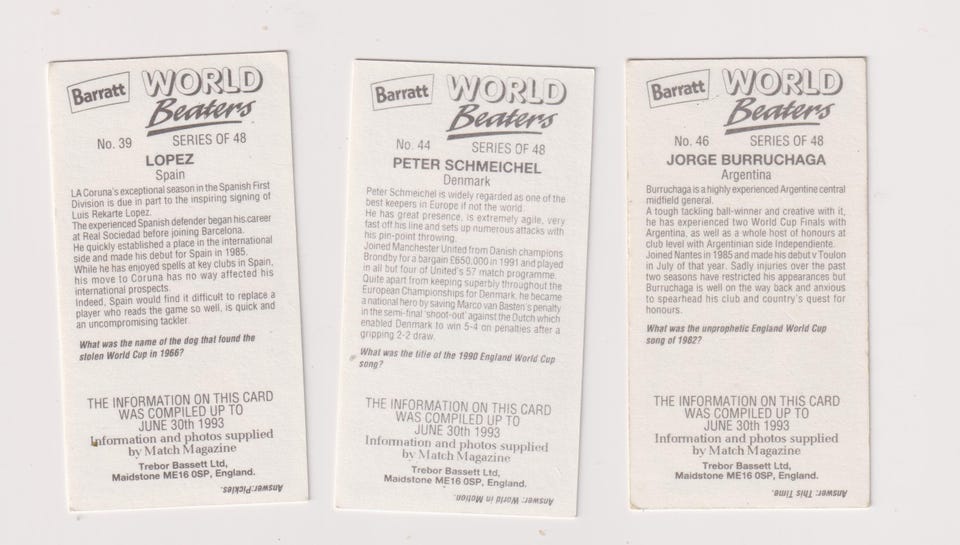 Barratt
WORLD
Beaters
No. 39 SERIES OF 48
LOPEZ
Spain
LA Coruna's exceptional season in the Spanish First
Division is due in part to the inspiring signing of
Luis Rekarte Lopez.
The experienced Spanish defender began his career
at Real Sociedad before joining Barcelona.
He quickly established a place in the international
side and made his debut for Spain in 1985.
While he has enjoyed spells at key clubs in Spain,
his move to Coruna has no way affected his
international prospects.
Indeed, Spain would find it difficult to replace a
player who reads the game so well, is quick and
an uncompromising tackler.
What was the name of the dog that found the
stolen World Cup in 1966?
THE INFORMATION ON THIS CARD
WAS COMPILED UP TO
JUNE 30th 1993
Information and photos supplied
by Match Magazine
Trebor Bassett Ltd,
Maidstone ME16 0SP, England.
Answer: Pickles.
Barratt
WORLD
Beaters
No. 44 SERIES OF 48
PETER SCHMEICHEL
Denmark
Peter Schmeichel is widely regarded as one of the
best keepers in Europe if not the world.
He has great presence, is extremely agile, very
fast off his line and sets up numerous attacks with
his pin-point throwing.
Joined Manchester United from Danish champions
Brondby for a bargain £650,000 in 1991 and played
in all but four of United's 57 match programme.
Quite apart from keeping superbly throughout the
European Championships for Denmark, he became
a national hero by saving Marco van Basten's penalty
in the semi-final 'shoot-out' against the Dutch which
enabled Denmark to win 5-4 on penalties after a
gripping 2-2 draw.
What was the title of the 1990 England World Cup
song?
THE INFORMATION ON THIS CARD
WAS COMPILED UP TO
JUNE 30th 1993
Information and photos supplied
by Match Magazine
Trebor Bassett Ltd,
Maidstone ME16 0SP, England.
Answer: World in Motion.
Barratt
WORLD
Beaters
No. 46 SERIES OF 48
JORGE BURRUCHAGA
Argentina
Burruchaga is a highly experienced Argentine central
midfield general.
A tough tackling ball-winner and creative with it,
he has experienced two World Cup Finals with
Argentina, as well as a whole host of honours at
club level with Argentinian side Independiente.
Joined Nantes in 1985 and made his debut v Toulon
in July of that year. Sadly injuries over the past
two seasons have restricted his appearances but
Burruchaga is well on the way back and anxious
to spearhead his club and country's quest for
honours.
What was the unprophetic England World Cup
song of 1982?
THE INFORMATION ON THIS CARD
WAS COMPILED UP TO
JUNE 30th 1993
Information and photos supplied
by Match Magazine
Trebor Bassett Ltd,
Maidstone ME16 0SP, England.
Answer: This Time.